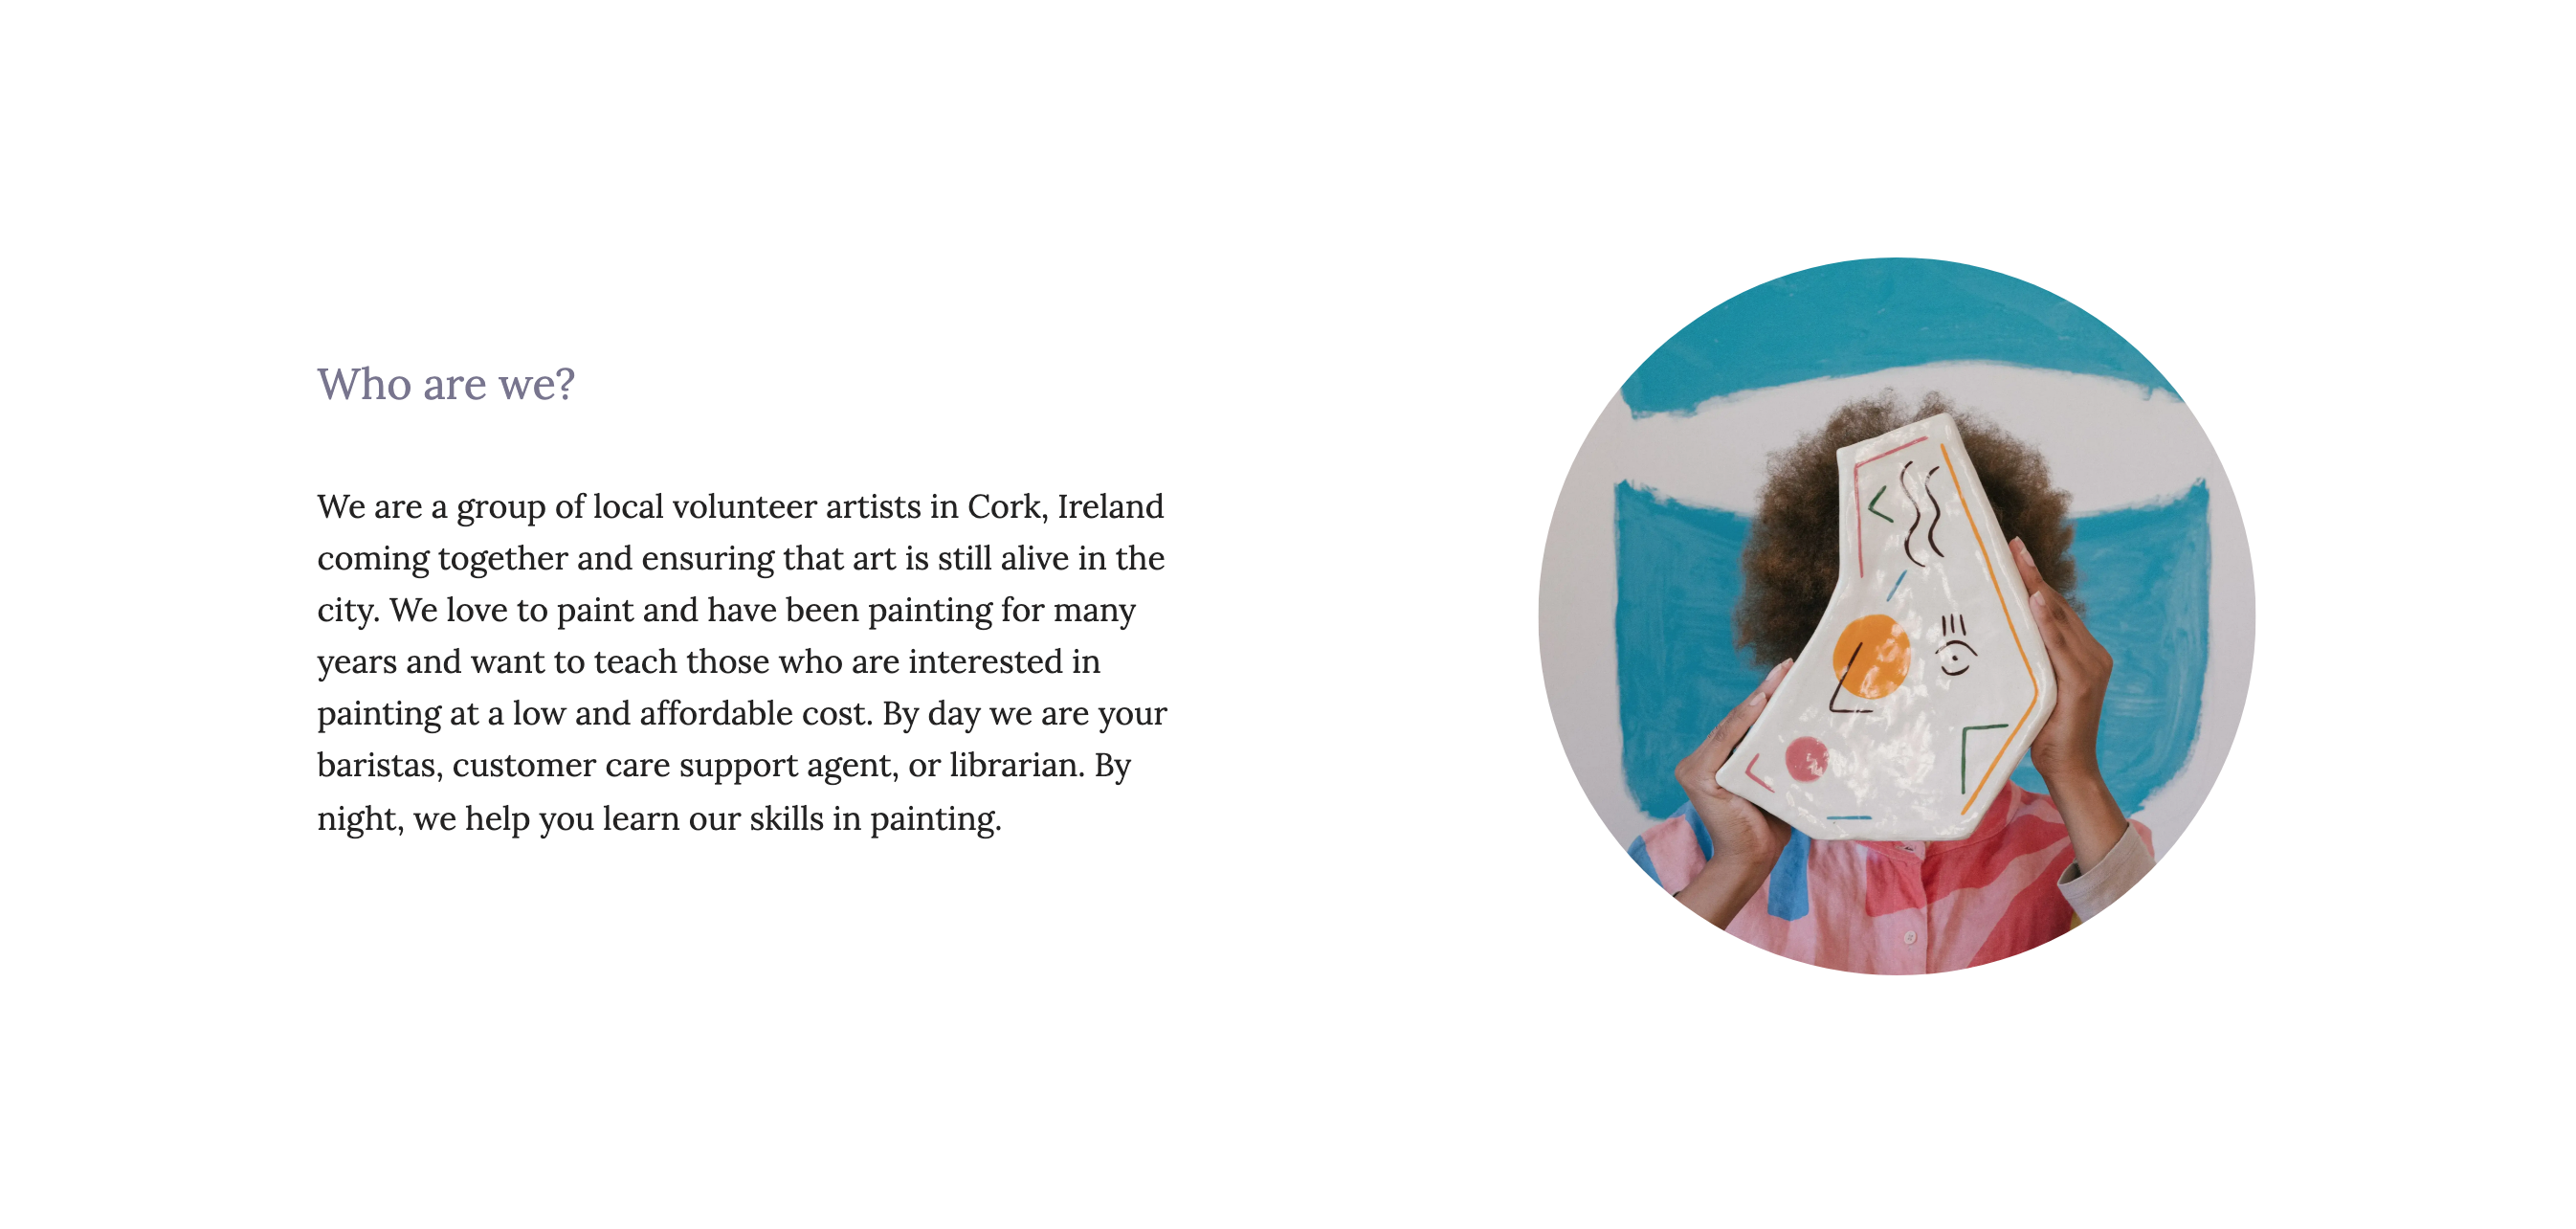 Who are we?
We are a group of local volunteer artists in Cork, Ireland
coming together and ensuring that art is still alive in the
city. We love to paint and have been painting for many
years and want to teach those who are interested in
painting at a low and affordable cost. By day we are your
baristas, customer care support agent, or librarian. By
night, we help you learn our skills in painting.